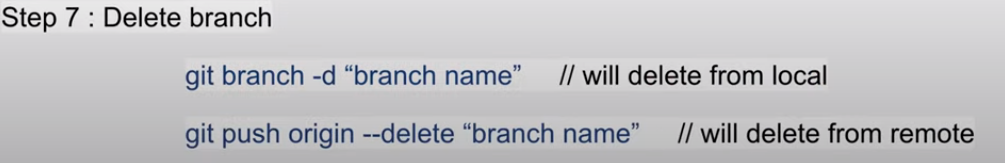 Step 7 : Delete branch
git branch -d “branch name” // will delete from local
git push origin --delete “branch name” // will delete from remote